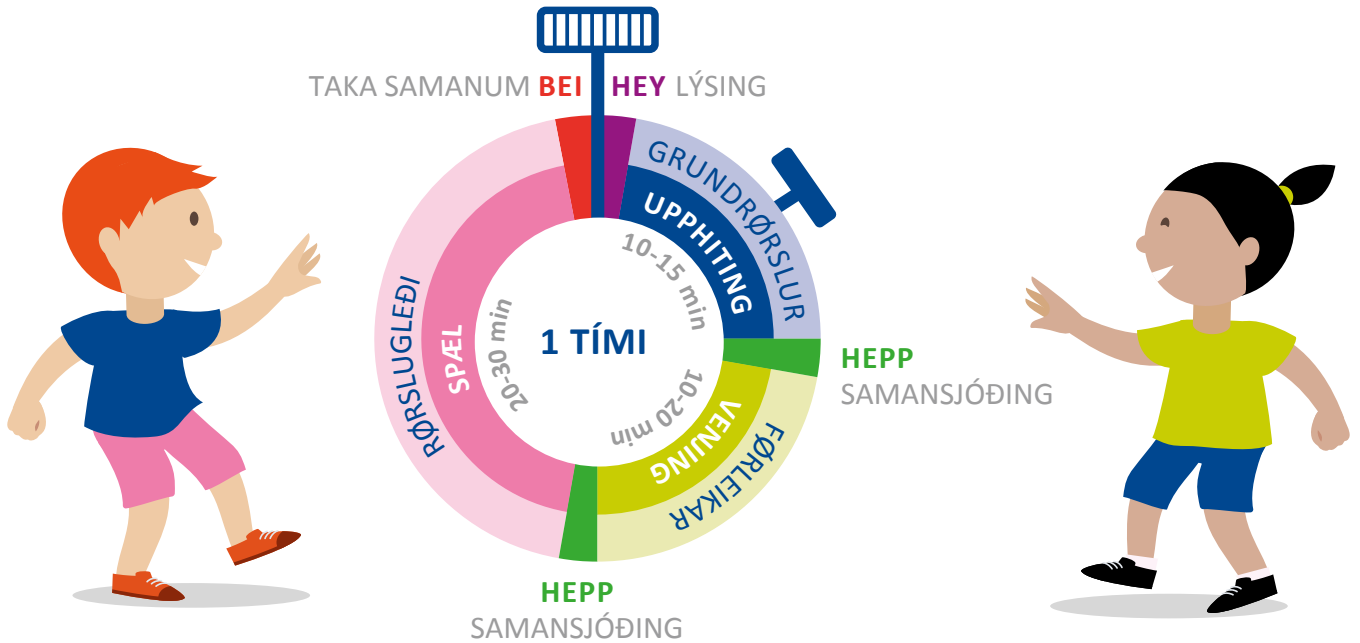 TAKA SAMANUM BEI
HEY LÝSING
GRUNDRØRSLUR
UPPHITING
10-15 min
HEPP
SAMANSJÓÐING
FØRLEIKAR
VENJING
10-20 min
HEPP
SAMANSJÓÐING
RØRSLUGLEÐI
SPÆL
20-30 min
1 TÍMI